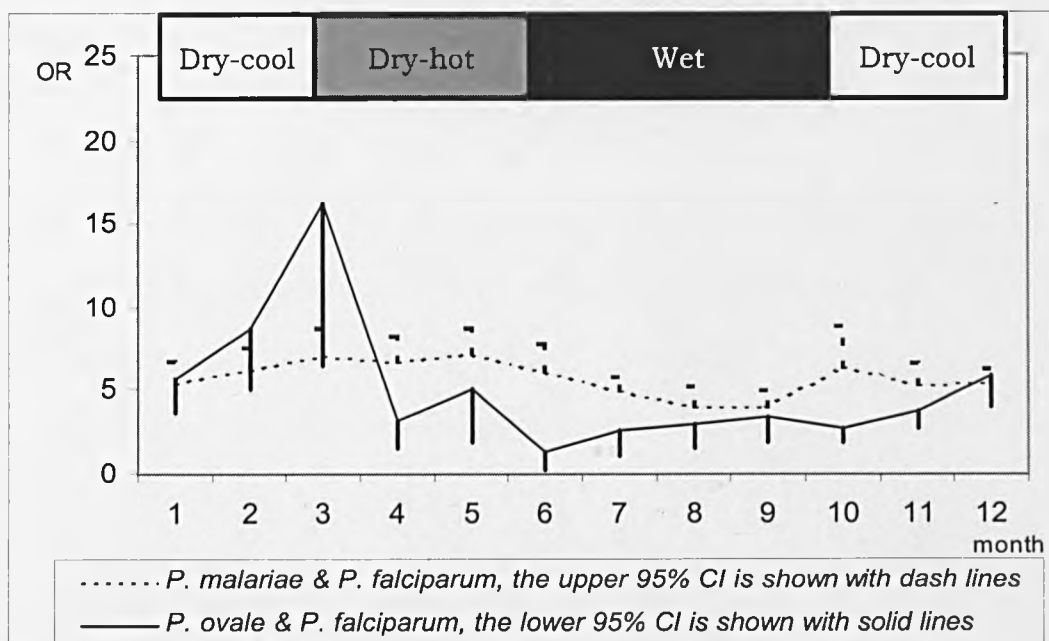 Dry-cool Dry-hot Wet Dry-cool
OR
25
20
15
10
5
0
1 2 3 4 5 6 7 8 9 10 11 12
month
P. malariae & P. falciparum, the upper 95% CI is shown with dash lines
P. ovale & P. falciparum, the lower 95% CI is shown with solid lines